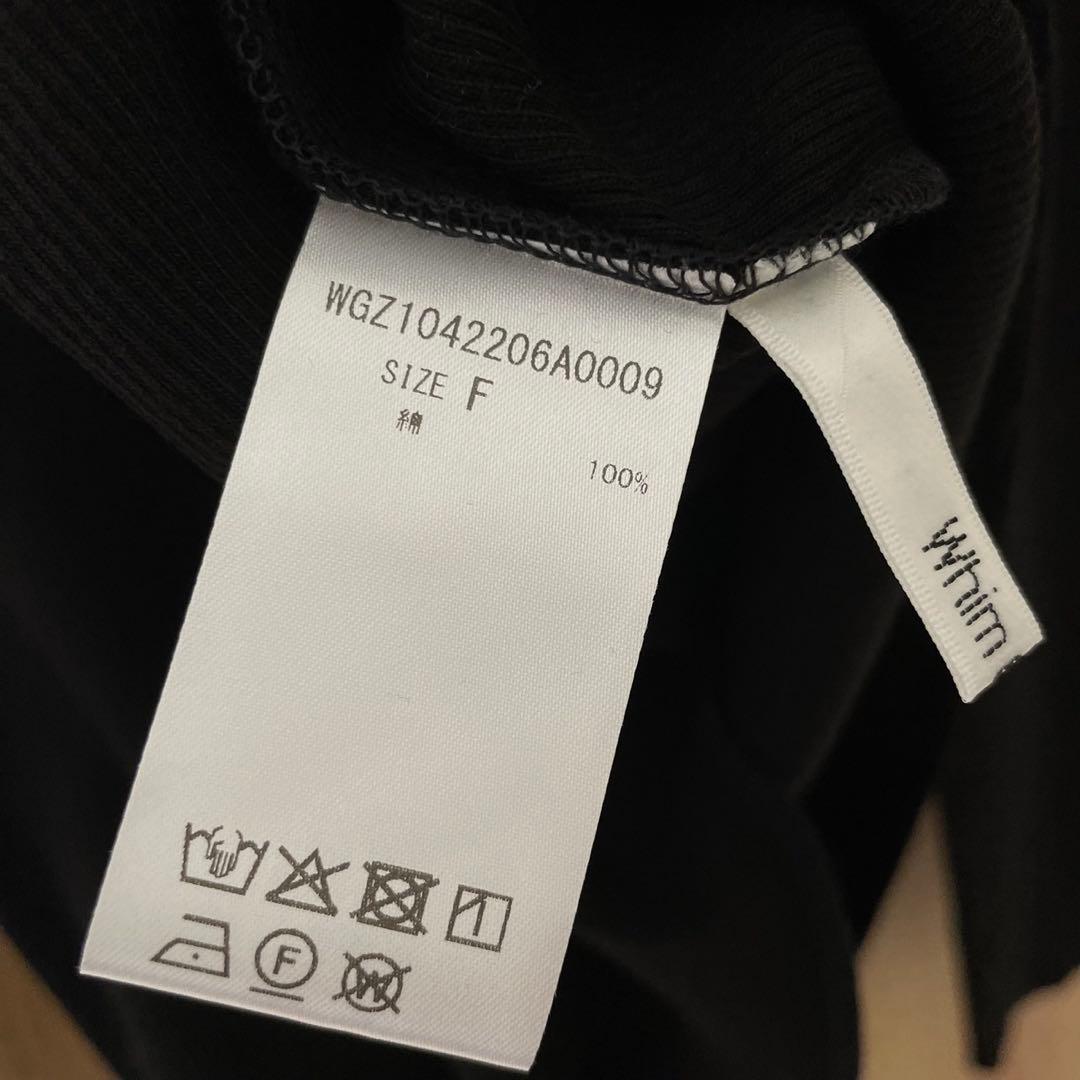 WGZ1042206A0009
SIZE F
綿
100%
Whim
F
W